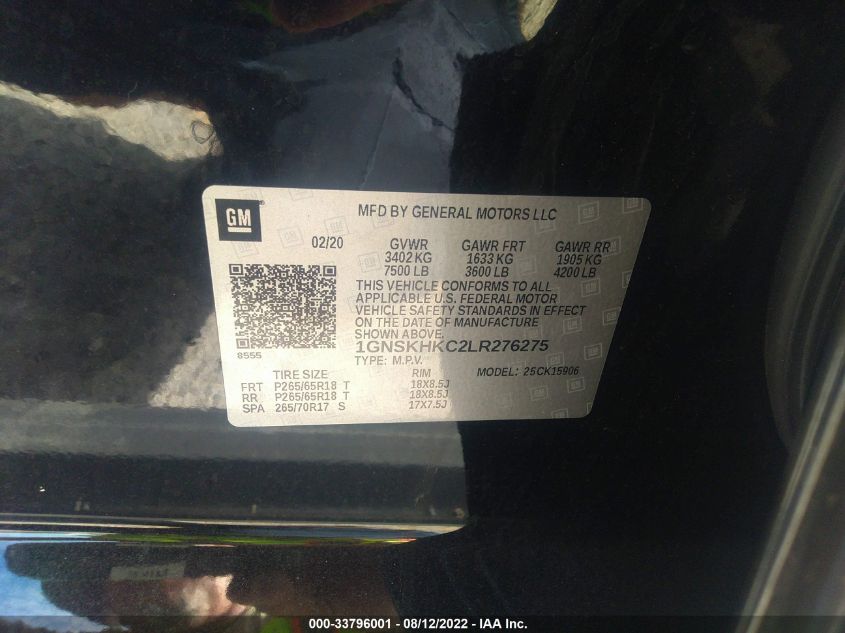 GM
MFD BY GENERAL MOTORS LLC
02/20 GVWR GAWR FRT GAWR RR
3402 KG 1633 KG 1905 KG
7500 LB 3600 LB 4200 LB
THIS VEHICLE CONFORMS TO ALL
APPLICABLE U.S. FEDERAL MOTOR
VEHICLE SAFETY STANDARDS IN EFFECT
ON THE DATE OF MANUFACTURE
SHOWN ABOVE.
8555 1GNSKHKC2LR276275
TYPE: M.P.V. MODEL: 25CK15906
TIRE SIZE RIM
FRT P265/65R18 T 18X8.5J
RR P265/65R18 T 18X8.5J
SPA 265/70R17 S 17X7.5J
000-33796001 - 08/12/2022 - IAA Inc.